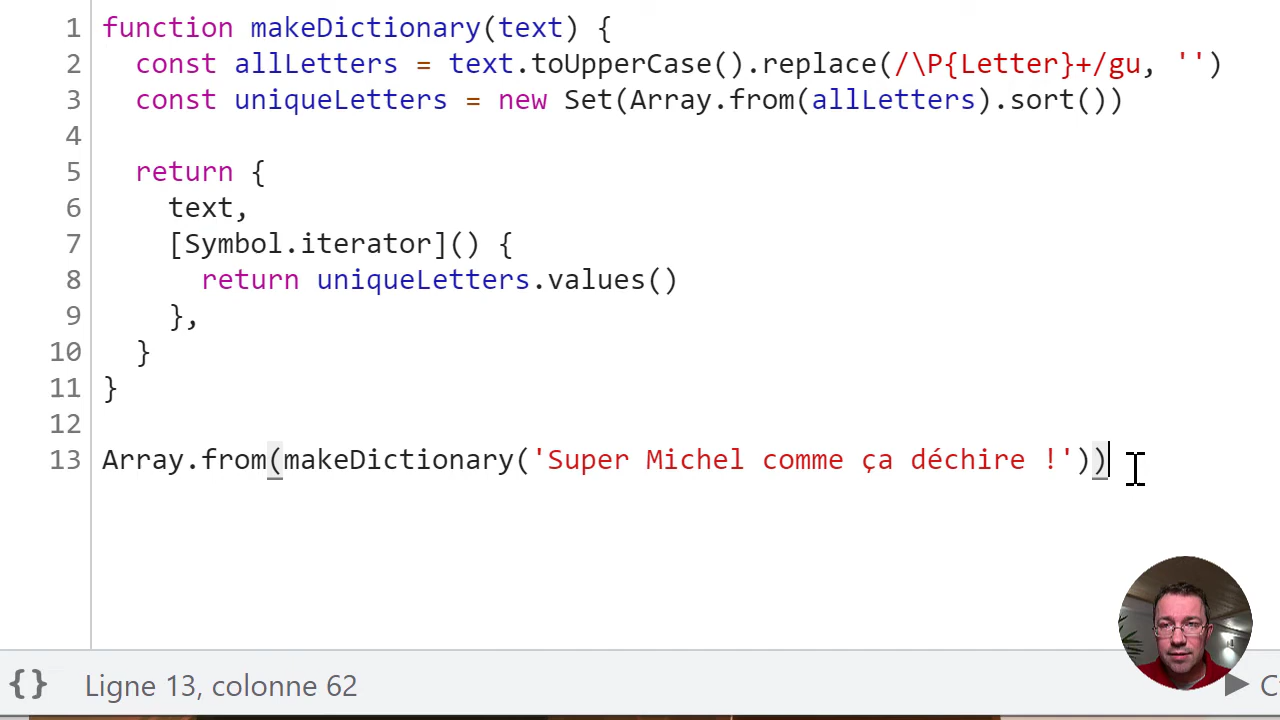 1 function makeDictionary(text) {
2 const allLetters = text.toUpperCase().replace(/\P{Letter}+/gu, '')
3 const uniqueLetters = new Set(Array.from(allLetters).sort())
4
5 return {
6 text,
7 [Symbol.iterator]() {
8 return uniqueLetters.values()
9 },
10 }
11 }
12
13 Array.from(makeDictionary('Super Michel comme ça déchire !'))
{} Ligne 13, colonne 62